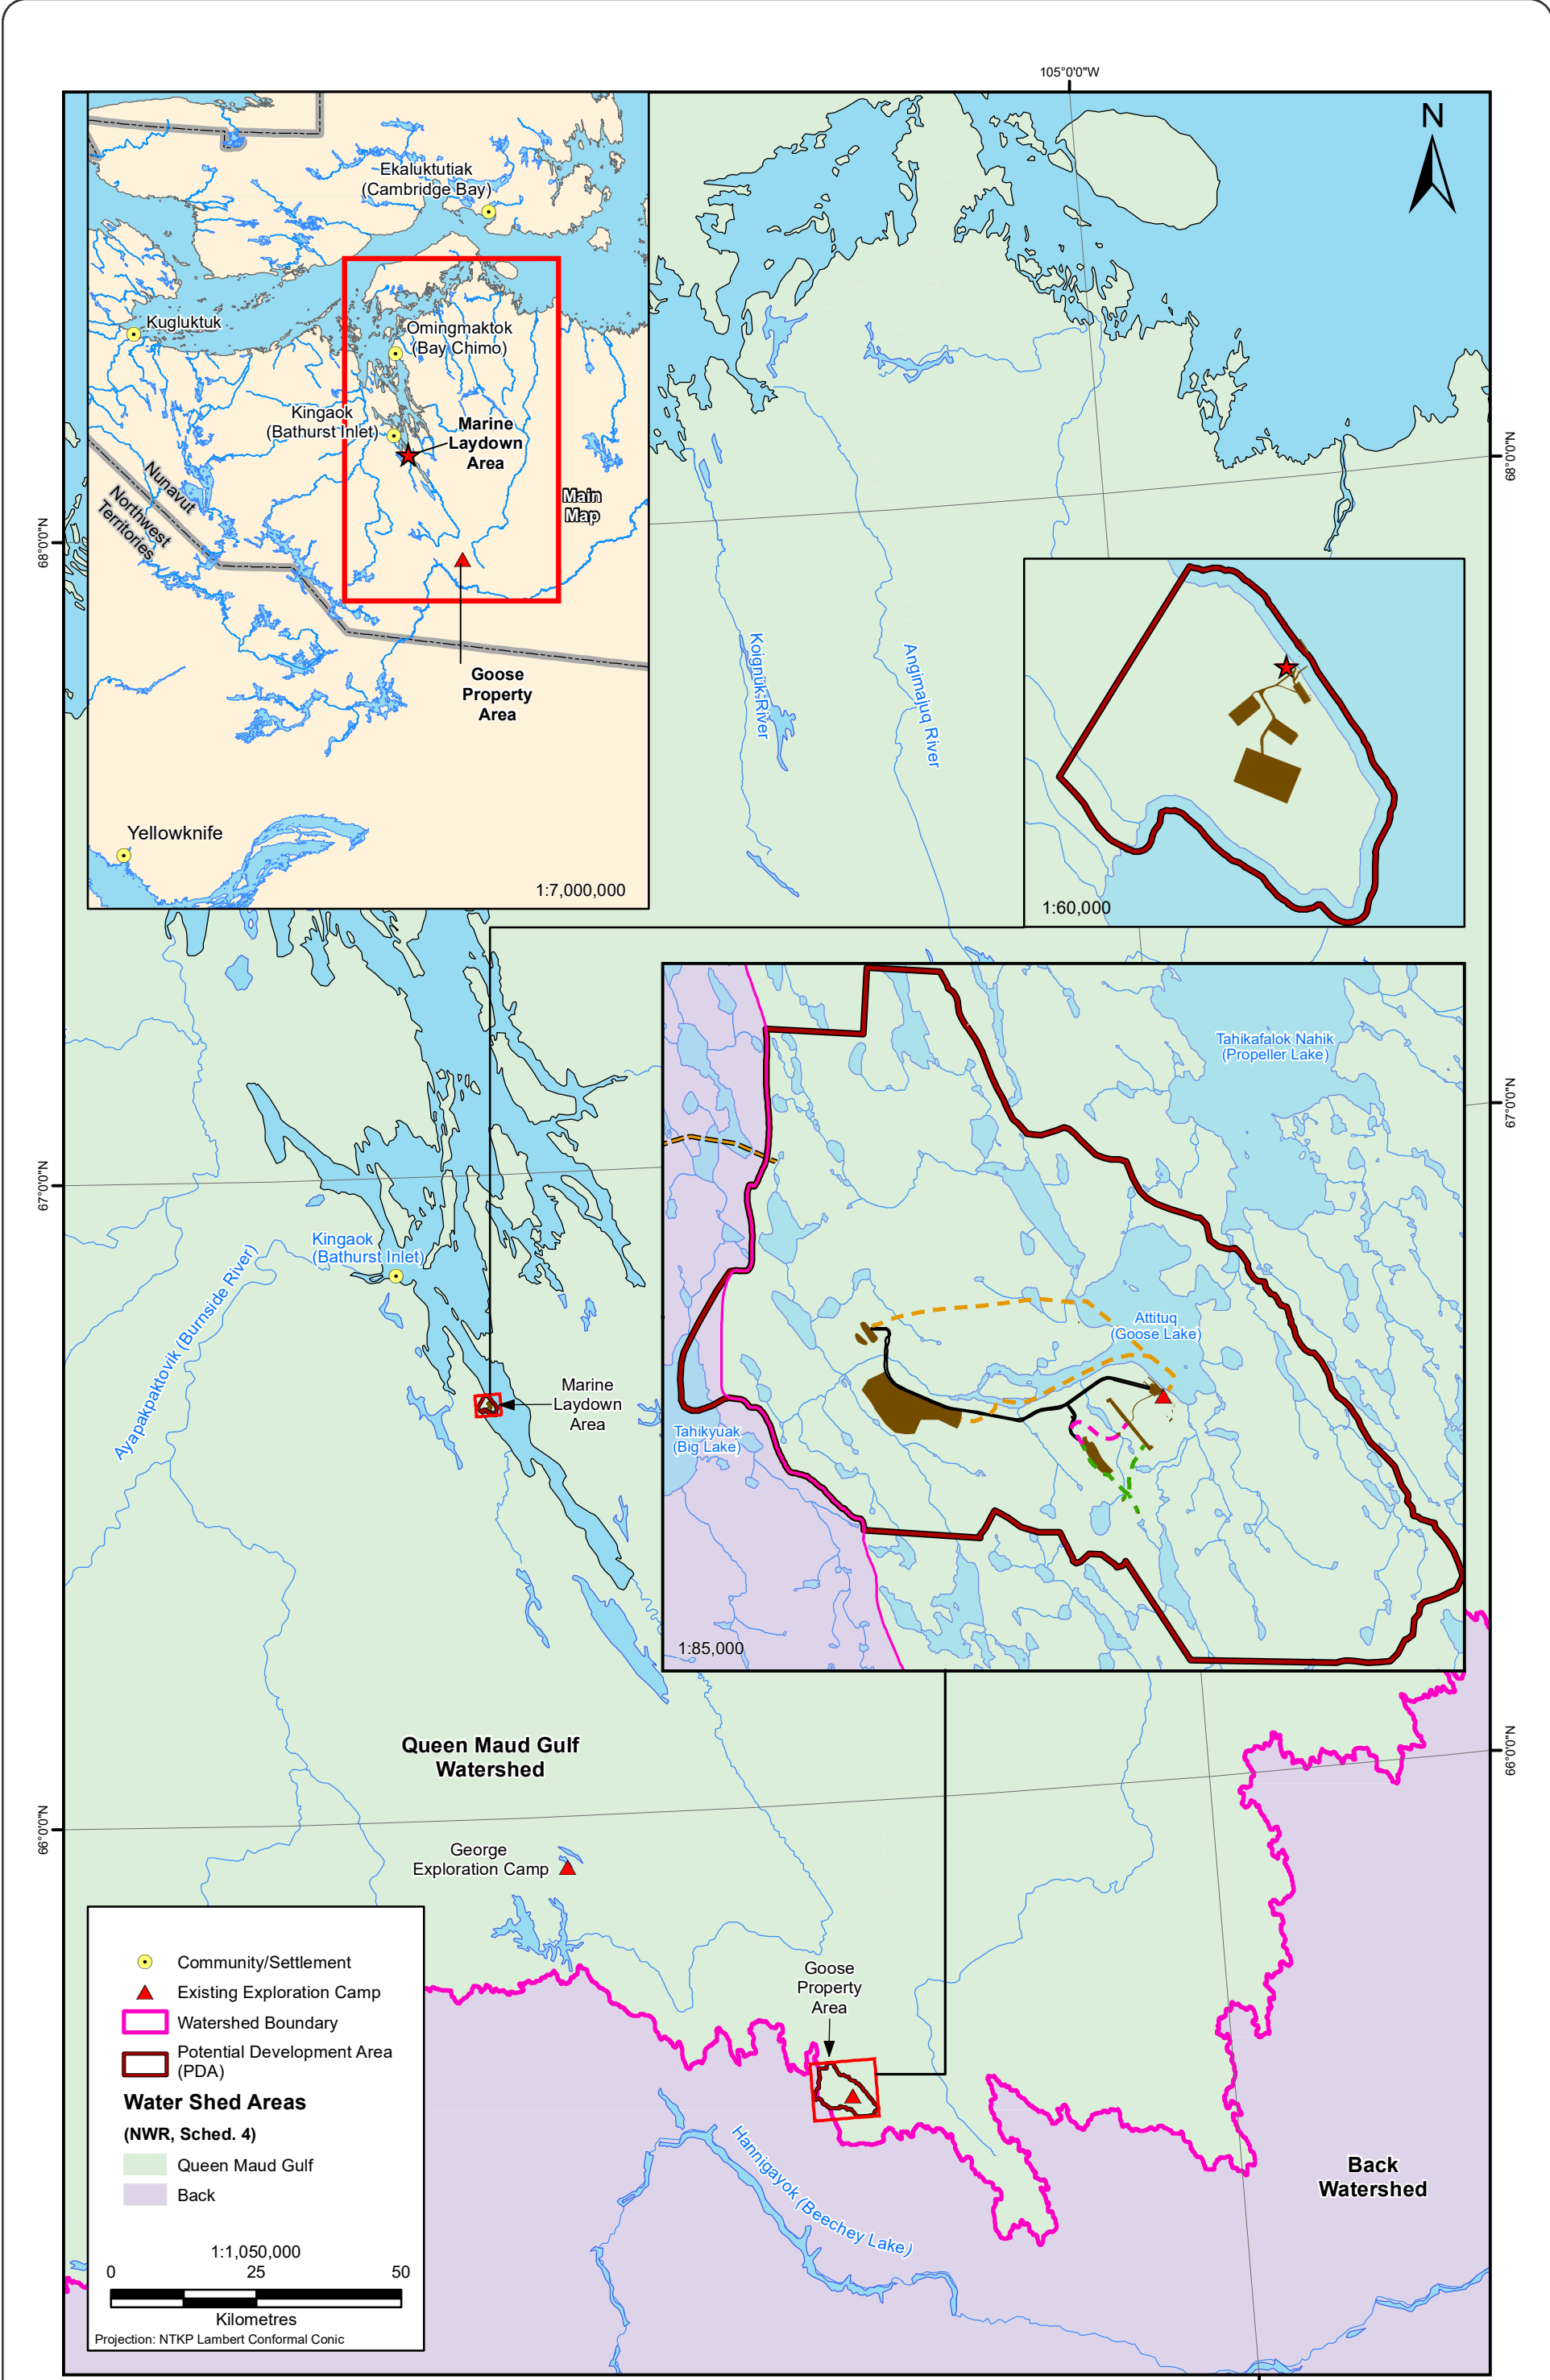 105°0'0"W
N
Ekaluktutiak
(Cambridge Bay)
Kugluktuk
Omingmaktok
(Bay Chimo)
Kingaok
(Bathurst Inlet)
Marine
Laydown
Area
Main
Map
Nunavut
Northwest
Territories
Goose
Property
Area
Yellowknife
1:7,000,000
68°0'0"N
68°0'0"N
Koignuk River
Angimajuq River
1:60,000
67°0'0"N
67°0'0"N
Tahikafalok Nahik
(Propeller Lake)
Attituq
(Goose Lake)
Tahikyuak
(Big Lake)
1:85,000
Kingaok
(Bathurst Inlet)
Ayapakpaktovik (Burnside River)
Marine
Laydown
Area
Queen Maud Gulf
Watershed
66°0'0"N
66°0'0"N
George
Exploration Camp
Goose
Property
Area
Hannigayok (Beechey Lake)
Back
Watershed
Community/Settlement
Existing Exploration Camp
Watershed Boundary
Potential Development Area
(PDA)
Water Shed Areas
(NWR, Sched. 4)
Queen Maud Gulf
Back
1:1,050,000
0 25 50
Kilometres
Projection: NTKP Lambert Conformal Conic